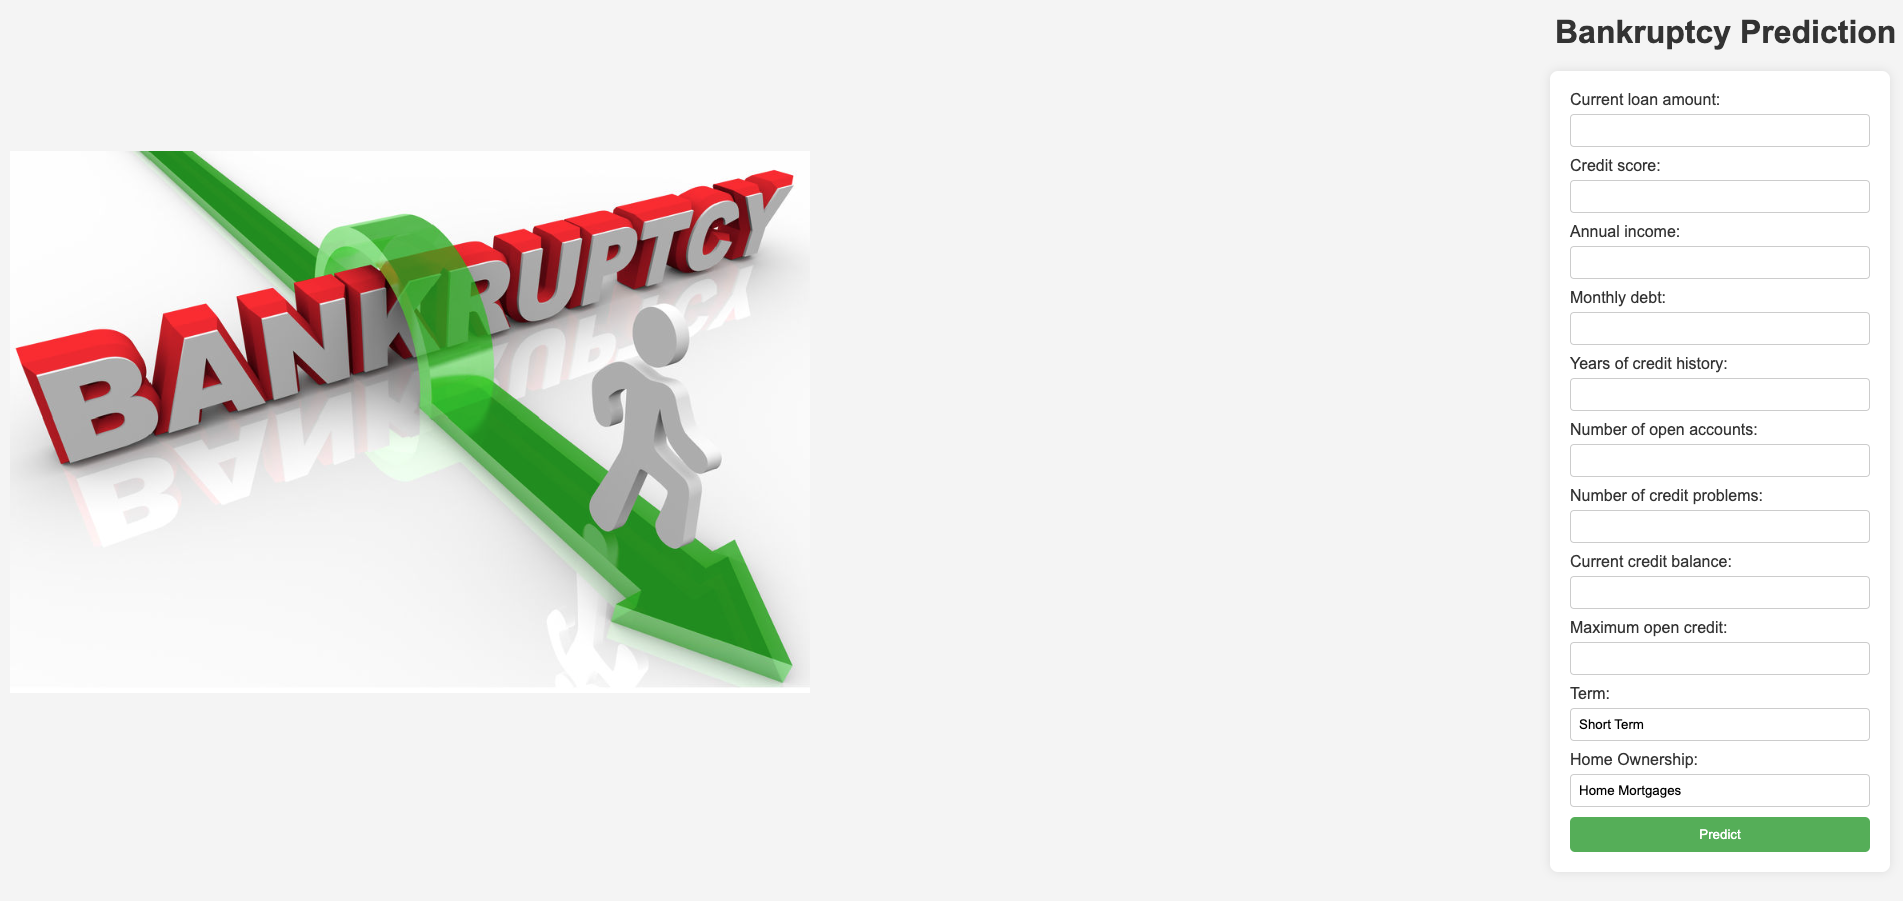 Bankruptcy Prediction
BANKRUPTCY
Current loan amount:
Credit score:
Annual income:
Monthly debt:
Years of credit history:
Number of open accounts:
Number of credit problems:
Current credit balance:
Maximum open credit:
Term:
Short Term
Home Ownership:
Home Mortgages
Predict